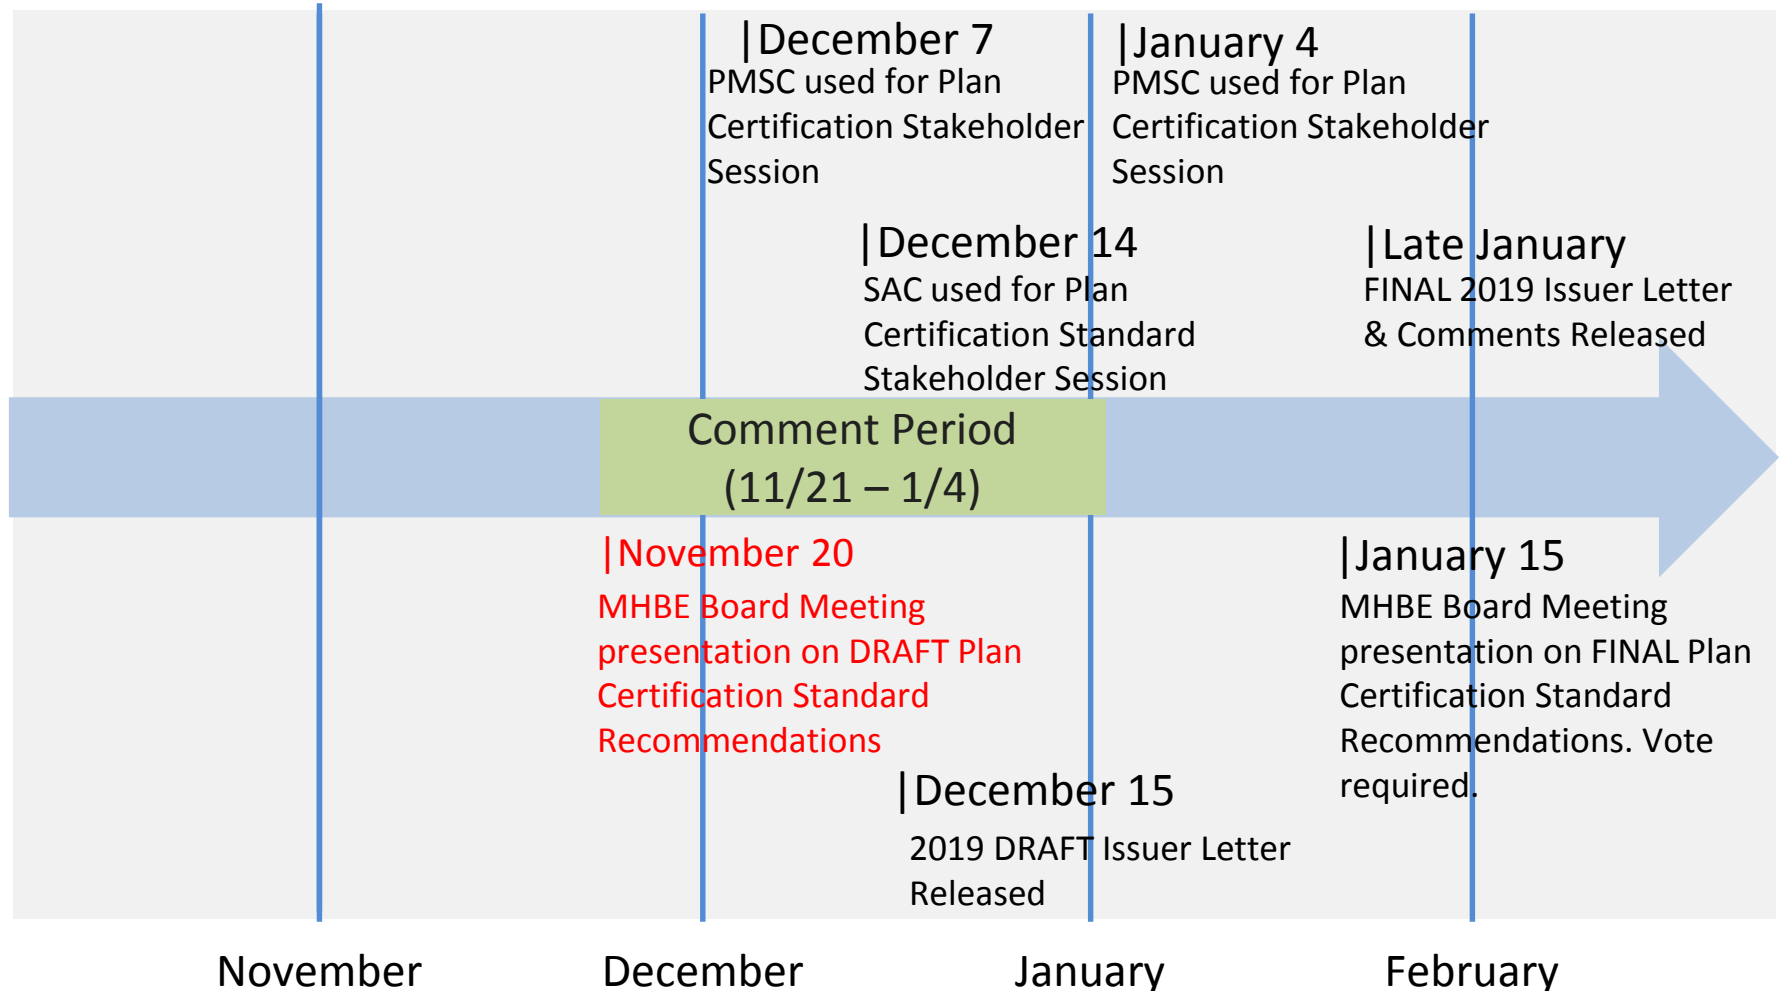 |December 7
PMSC used for Plan
Certification Stakeholder
Session
|January 4
PMSC used for Plan
Certification Stakeholder
Session
|December 14
SAC used for Plan
Certification Standard
Stakeholder Session
|Late January
FINAL 2019 Issuer Letter
& Comments Released
Comment Period
(11/21 – 1/4)
|November 20
MHBE Board Meeting
presentation on DRAFT Plan
Certification Standard
Recommendations
|January 15
MHBE Board Meeting
presentation on FINAL Plan
Certification Standard
Recommendations. Vote
required.
|December 15
2019 DRAFT Issuer Letter
Released
November
December
January
February